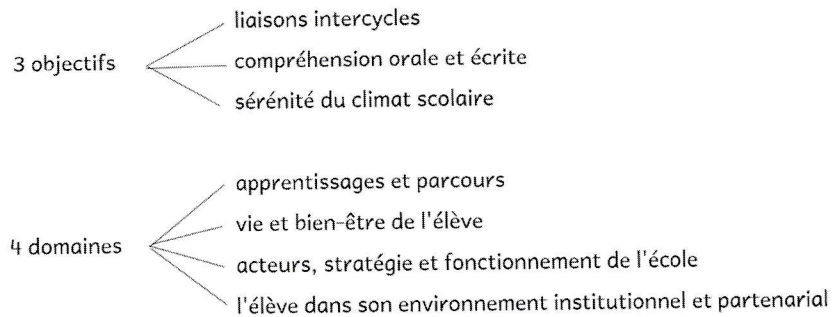 liaisons intercycles
3 objectifs
compréhension orale et écrite
sérénité du climat scolaire
apprentissages et parcours
vie et bien-être de l'élève
4 domaines
acteurs, stratégie et fonctionnement de l'école
l'élève dans son environnement institutionnel et partenarial